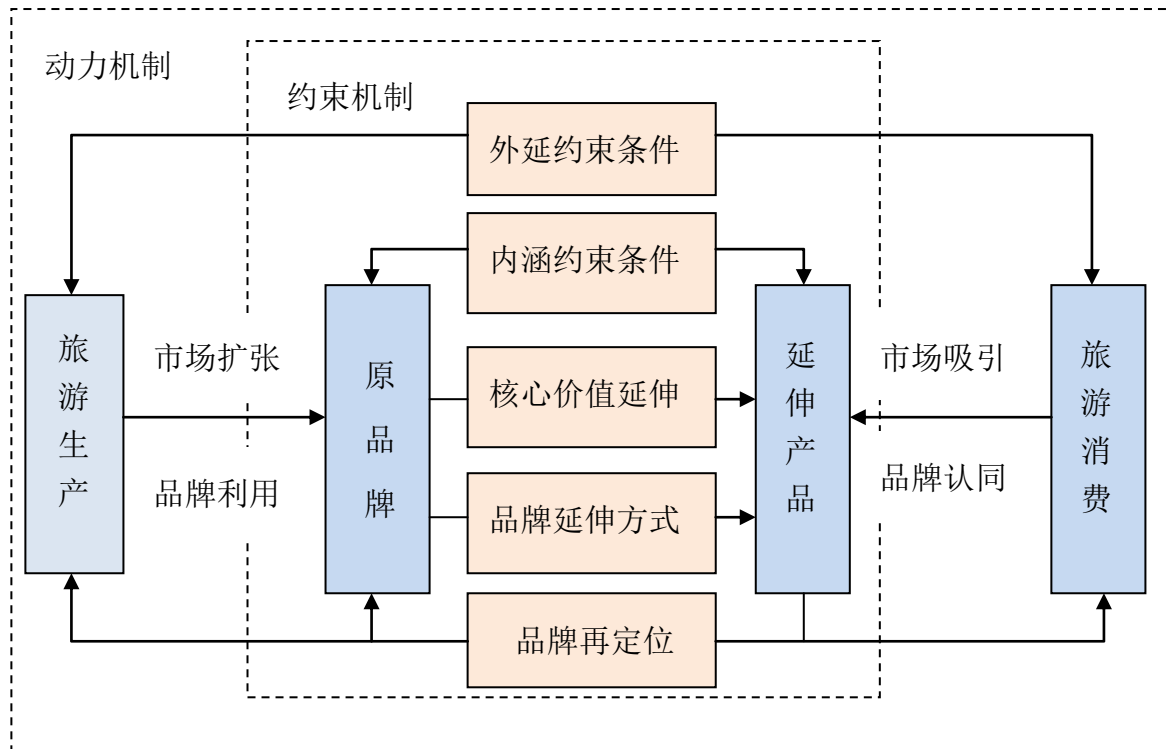 动力机制
约束机制
外延约束条件
内涵约束条件
旅游生产
市场扩张
品牌利用
原品牌
核心价值延伸
品牌延伸方式
品牌再定位
延伸产品
市场吸引
品牌认同
旅游消费